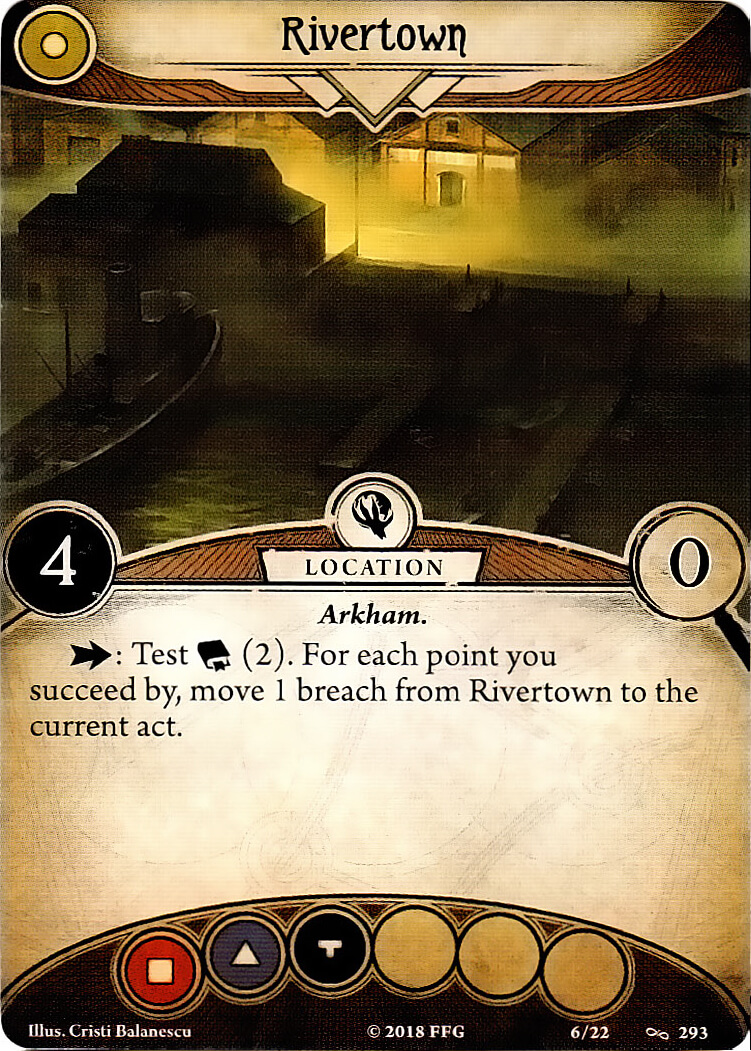 Rivertown
4
LOCATION
0
Arkham.
: Test (2). For each point you
succeed by, move 1 breach from Rivertown to the
current act.
Illus. Cristi Balanescu © 2018 FFG 6/22 293